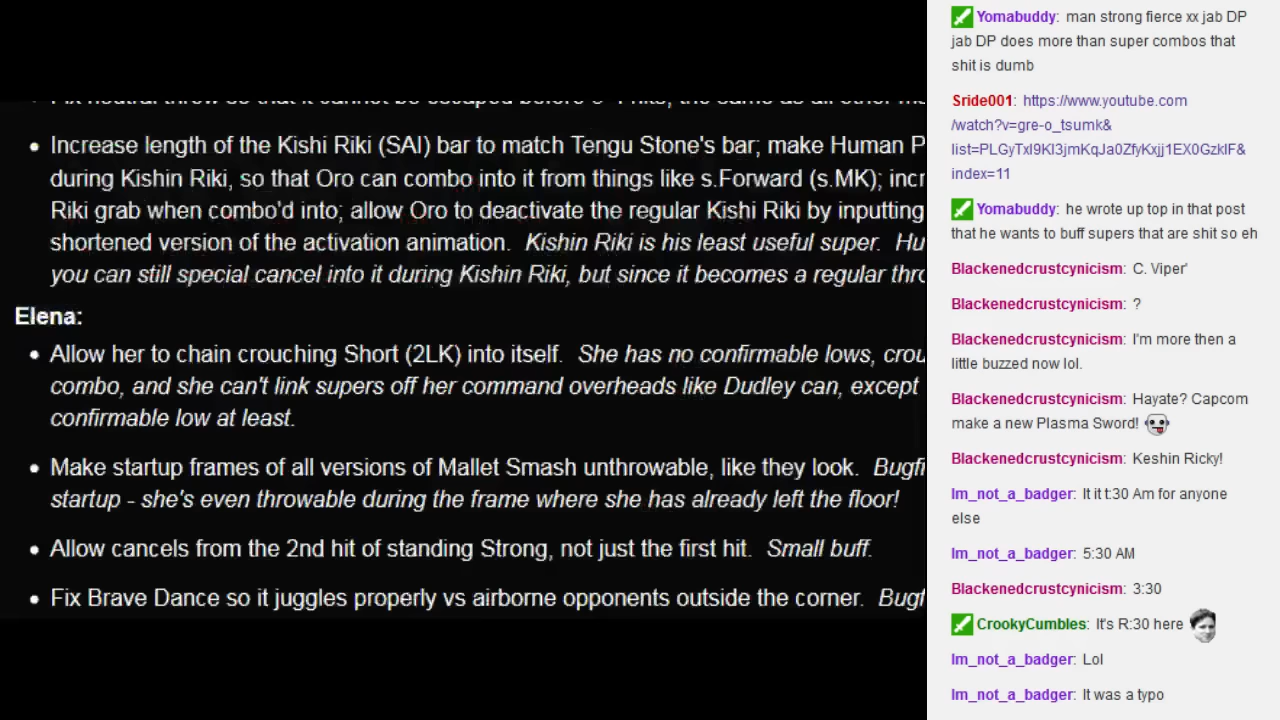 Increase length of the Kishi Riki (SAI) bar to match Tengu Stone's bar; make Human P
during Kishin Riki, so that Oro can combo into it from things like s.Forward (s.MK); incr
Riki grab when combo'd into; allow Oro to deactivate the regular Kishi Riki by inputting
shortened version of the activation animation. Kishin Riki is his least useful super. Hu
you can still special cancel into it during Kishin Riki, but since it becomes a regular thro
Elena:
Allow her to chain crouching Short (2LK) into itself. She has no confirmable lows, crou
combo, and she can't link supers off her command overheads like Dudley can, except
confirmable low at least.
Make startup frames of all versions of Mallet Smash unthrowable, like they look. Bugfi
startup - she's even throwable during the frame where she has already left the floor!
Allow cancels from the 2nd hit of standing Strong, not just the first hit. Small buff.
Fix Brave Dance so it juggles properly vs airborne opponents outside the corner. Bugf
Yomabuddy: man strong fierce xx jab DP
jab DP does more than super combos that
shit is dumb
Sride001: https://www.youtube.com
/watch?v=gre-o_tsumk&
list=PLGyTxl9Kl3jmKqJa0ZfyKxjj1EX0GzklF&
index=11
Yomabuddy: he wrote up top in that post
that he wants to buff supers that are shit so eh
Blackenedcrustcynicism: C. Viper'
Blackenedcrustcynicism: ?
Blackenedcrustcynicism: I'm more then a
little buzzed now lol.
Blackenedcrustcynicism: Hayate? Capcom
make a new Plasma Sword!
Blackenedcrustcynicism: Keshin Ricky!
Im_not_a_badger: It it t:30 Am for anyone
else
Im_not_a_badger: 5:30 AM
Blackenedcrustcynicism: 3:30
CrookyCumbles: It's R:30 here
Im_not_a_badger: Lol
Im_not_a_badger: It was a typo